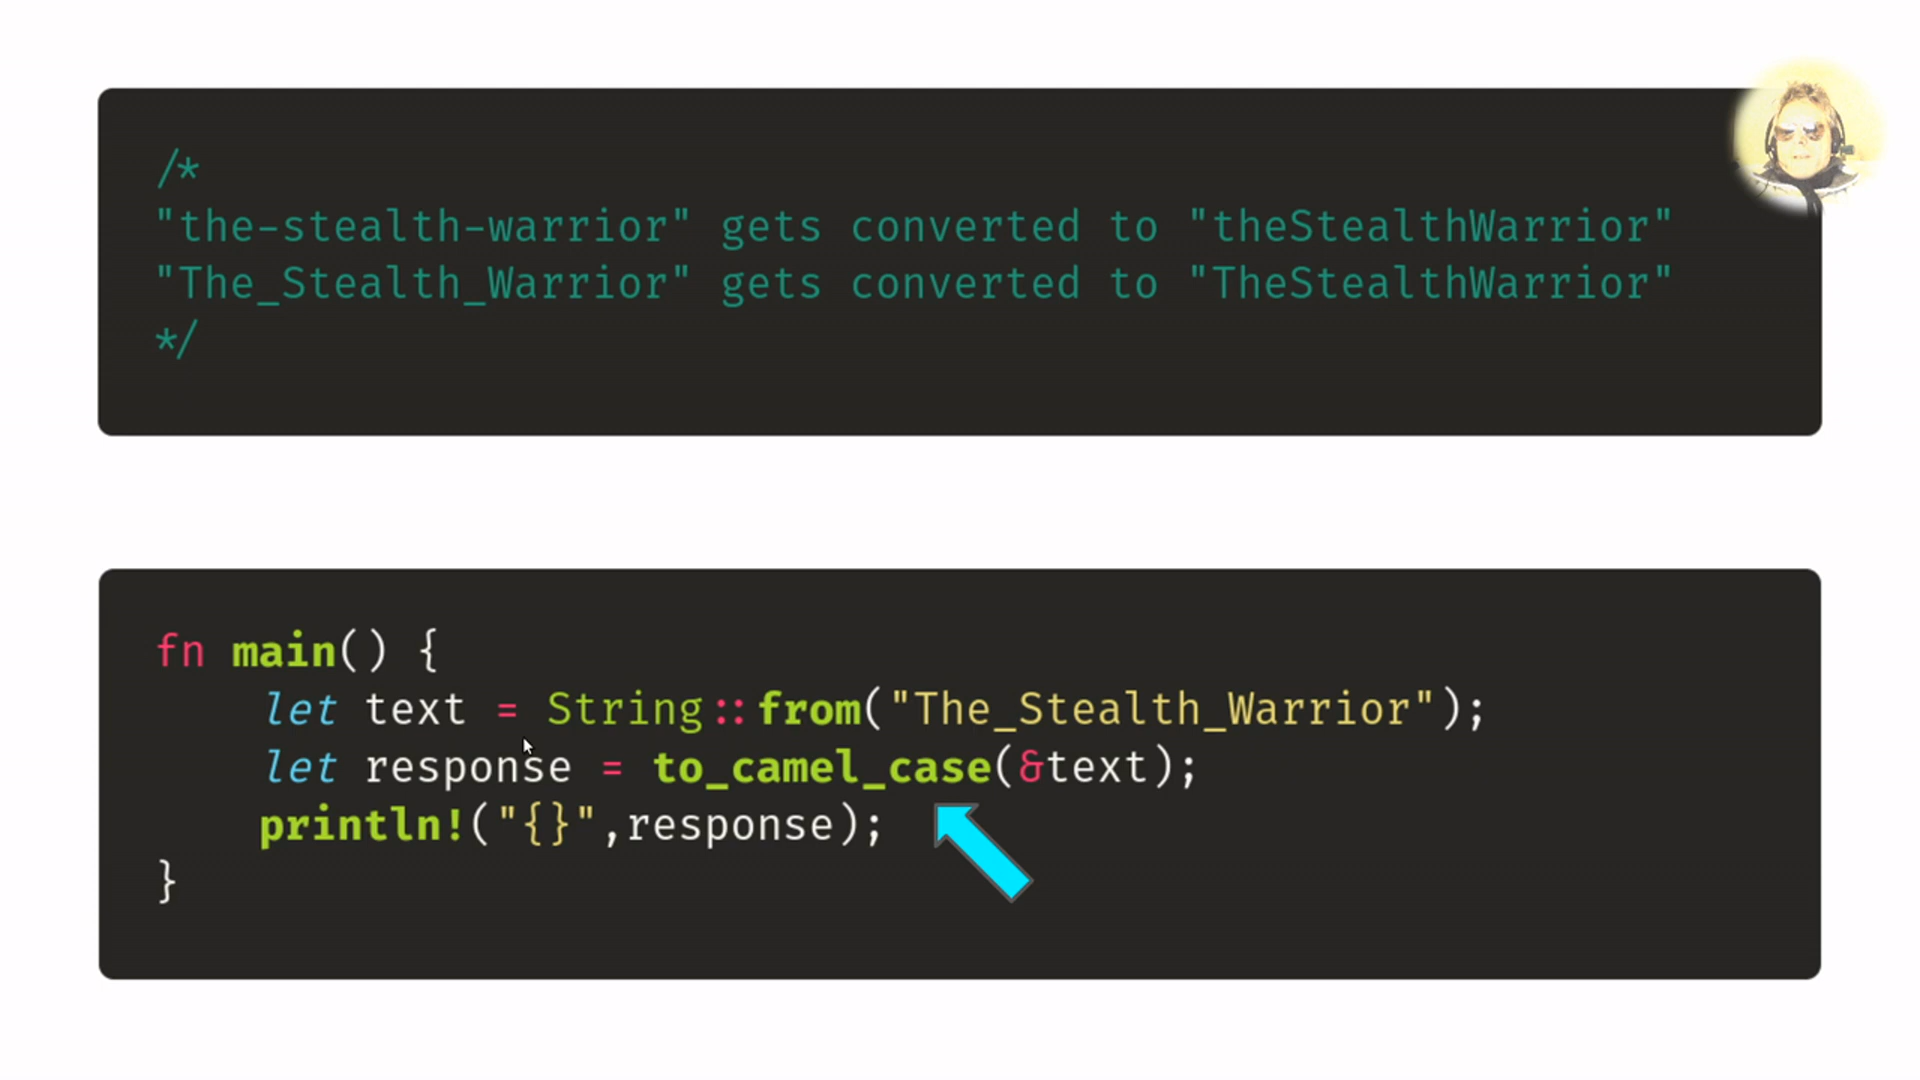 /*
"the-stealth-warrior" gets converted to "theStealthWarrior"
"The_Stealth_Warrior" gets converted to "TheStealthWarrior"
*/
fn main() {
let text = String::from("The_Stealth_Warrior");
let response = to_camel_case(&text);
println!("{}",response);
}